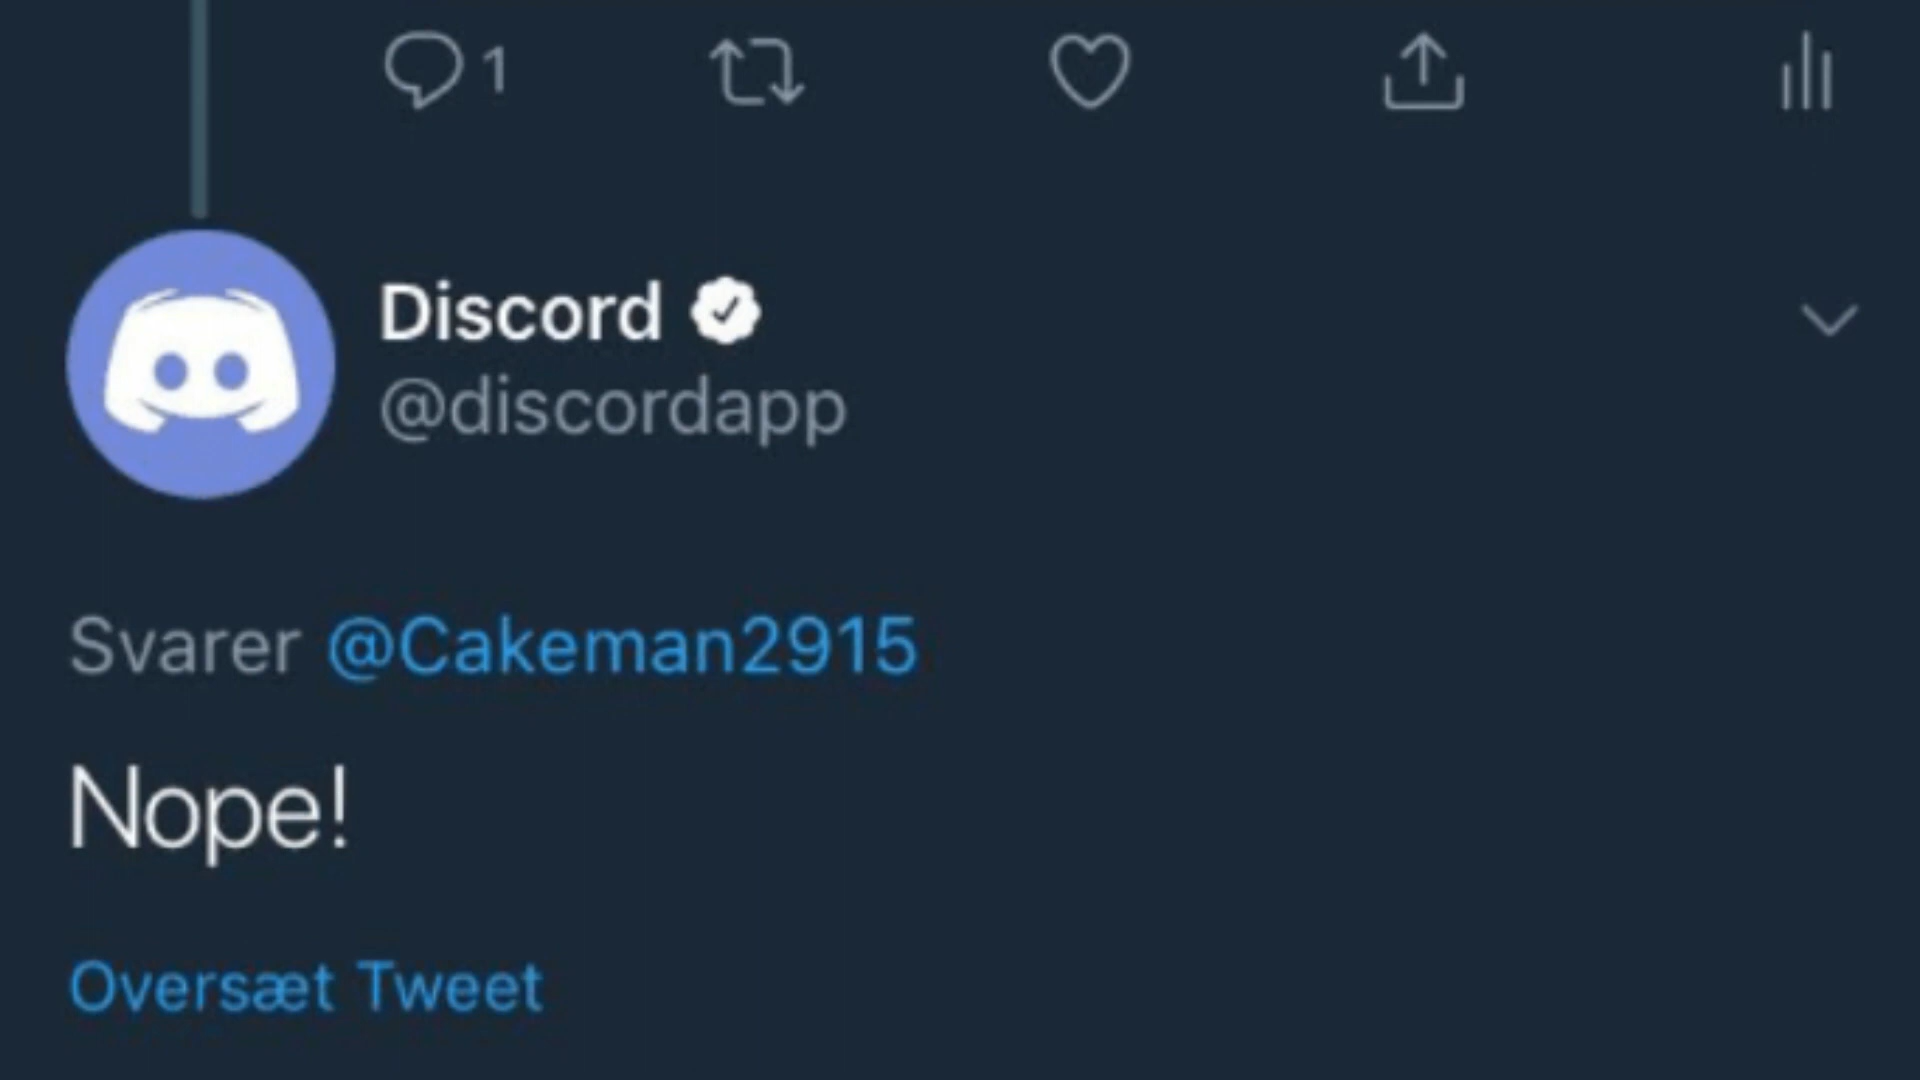 1
Discord
@discordapp
Svarer @Cakeman2915
Nope!
Oversæt Tweet